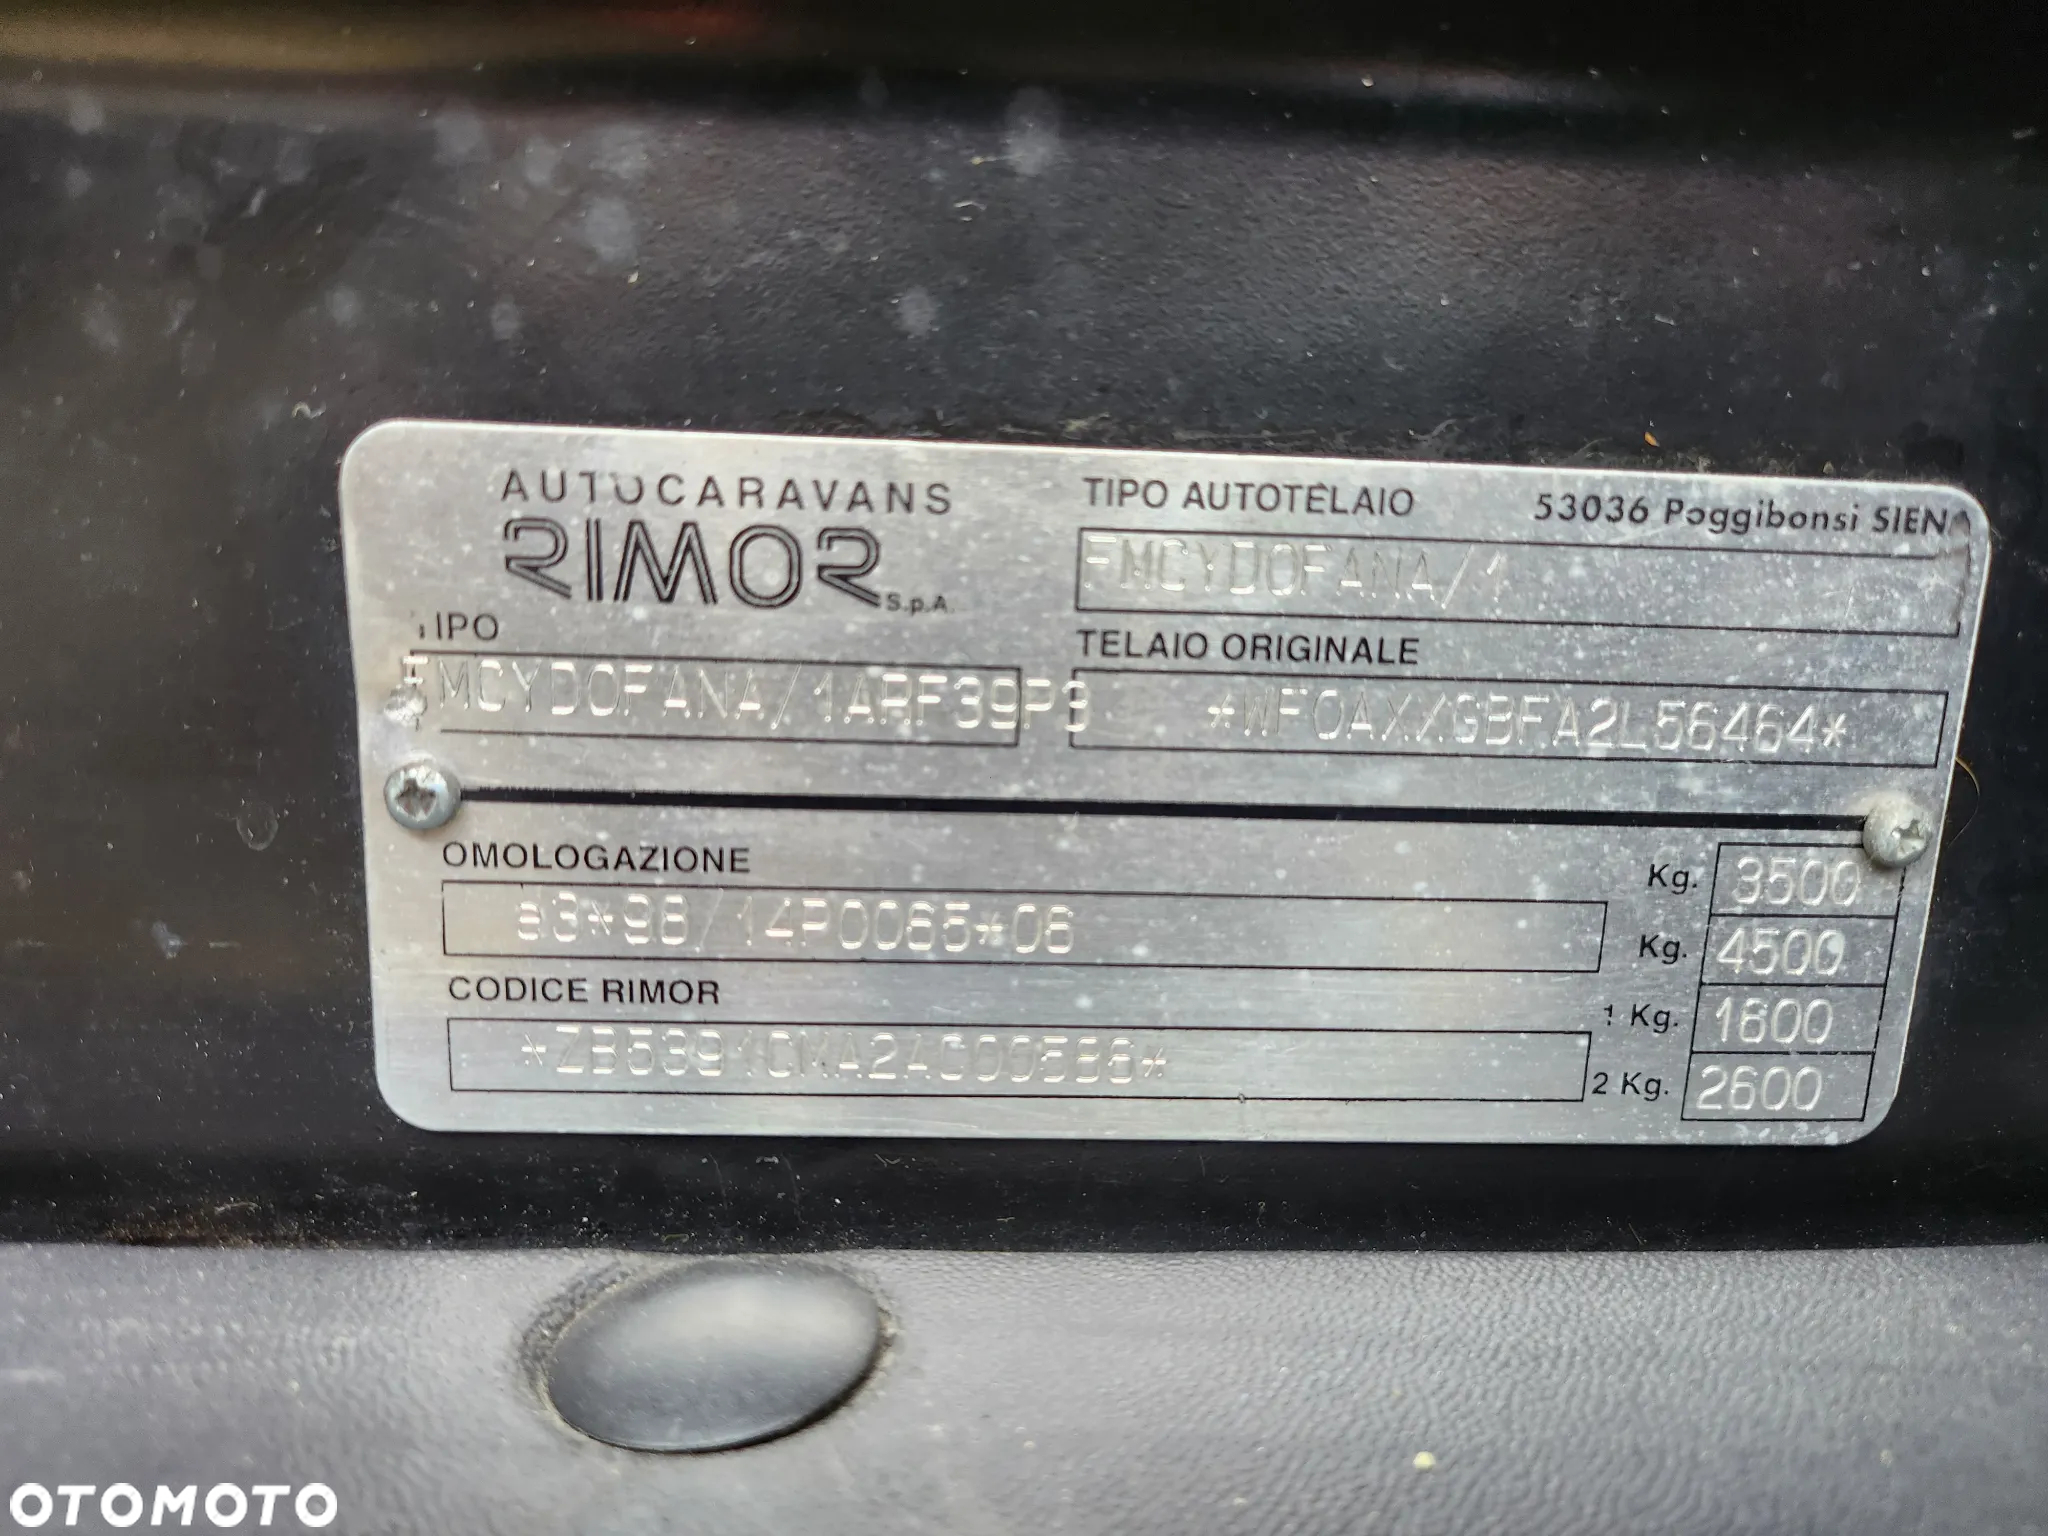 AUTOCARAVANS
RIMOR S.p.A.
TIPO AUTOTELAIO 53036 Poggibonsi SIENA
FMCYDOFANA/1
TIPO
FMCYDOFANA/1ARF39P3
TELAIO ORIGINALE
*WF0AXXGBFA2L56464*
OMOLOGAZIONE
e3*98/14P0065*06
Kg. 3500
Kg. 4500
CODICE RIMOR
1 Kg. 1600
2 Kg. 2600
OTOMOTO